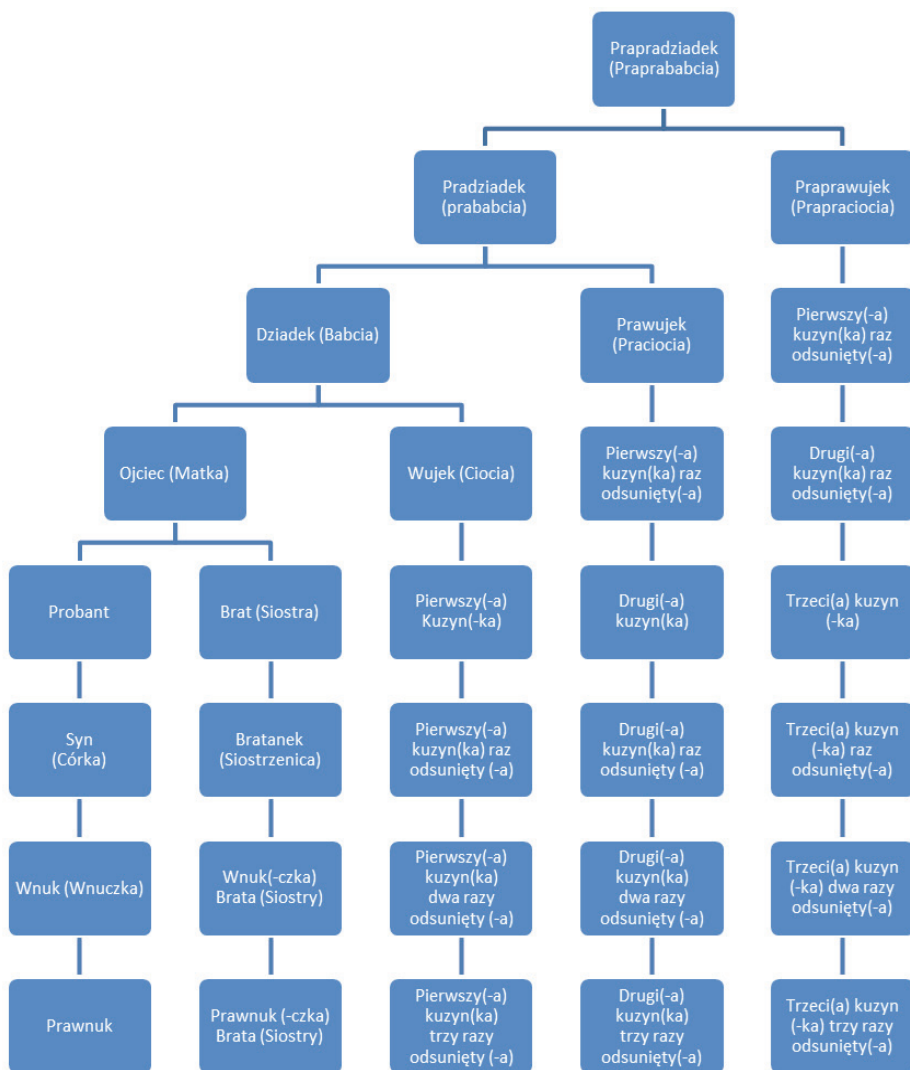 Prapradziadek
(Praprababcia)
Pradziadek
(prababcia)
Praprawujek
(Prapraciocia)
Dziadek (Babcia)
Prawujek
(Praciocia)
Pierwszy(-a)
kuzyn(ka) raz
odsunięty(-a)
Ojciec (Matka)
Wujek (Ciocia)
Pierwszy(-a)
kuzyn(ka) raz
odsunięty(-a)
Drugi(-a)
kuzyn(ka) raz
odsunięty(-a)
Probant
Brat (Siostra)
Pierwszy(-a)
Kuzyn(-ka)
Drugi(-a)
kuzyn(ka)
Trzeci(a) kuzyn
(-ka)
Syn
(Córka)
Bratanek
(Siostrzenica)
Pierwszy(-a)
kuzyn(ka) raz
odsunięty (-a)
Drugi(-a)
kuzyn(ka) raz
odsunięty (-a)
Trzeci(a) kuzyn
(-ka) raz
odsunięty(-a)
Wnuk (Wnuczka)
Wnuk(-czka)
Brata (Siostry)
Pierwszy(-a)
kuzyn(ka)
dwa razy
odsunięty (-a)
Drugi(-a)
kuzyn(ka)
dwa razy
odsunięty (-a)
Trzeci(a) kuzyn
(-ka) dwa razy
odsunięty(-a)
Prawnuk
Prawnuk (-czka)
Brata (Siostry)
Pierwszy(-a)
kuzyn(ka)
trzy razy
odsunięty (-a)
Drugi(-a)
kuzyn(ka)
trzy razy
odsunięty (-a)
Trzeci(a) kuzyn
(-ka) trzy razy
odsunięty(-a)